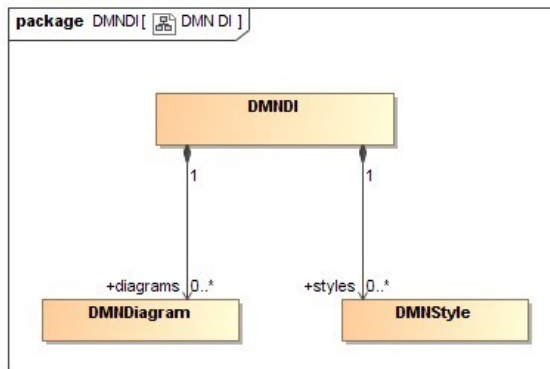 package DMNDI [ DMN DI ]
DMNDI
1 1
+diagrams 0..* +styles 0..*
DMNDiagram DMNStyle